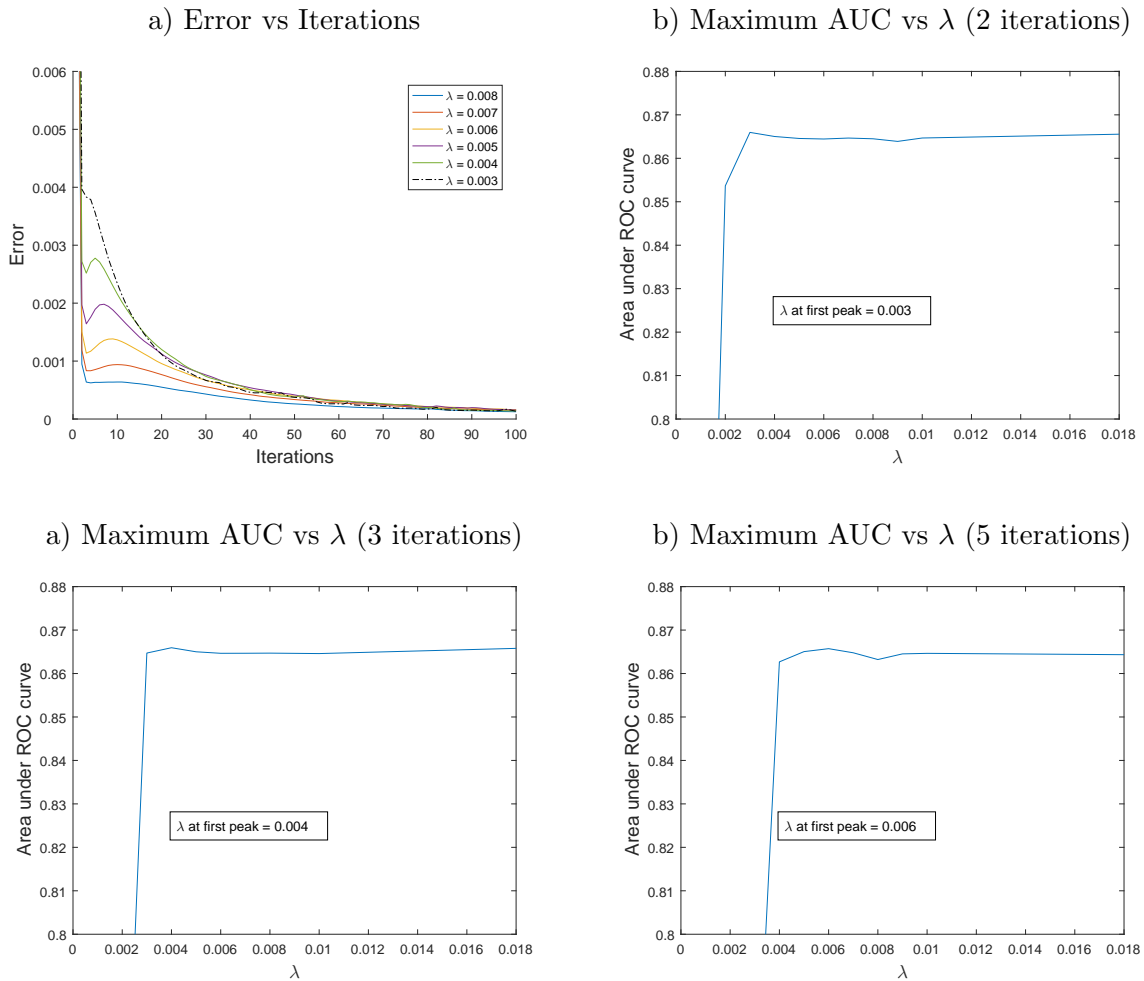 a) Error vs Iterations
0.006
0.005
0.004
0.003
0.002
0.001
0
Error
0 10 20 30 40 50 60 70 80 90 100
Iterations
λ = 0.008
λ = 0.007
λ = 0.006
λ = 0.005
λ = 0.004
λ = 0.003
b) Maximum AUC vs λ (2 iterations)
0.88
0.87
0.86
0.85
0.84
0.83
0.82
0.81
0.8
Area under ROC curve
λ at first peak = 0.003
0 0.002 0.004 0.006 0.008 0.01 0.012 0.014 0.016 0.018
λ
a) Maximum AUC vs λ (3 iterations)
0.88
0.87
0.86
0.85
0.84
0.83
0.82
0.81
0.8
Area under ROC curve
λ at first peak = 0.004
0 0.002 0.004 0.006 0.008 0.01 0.012 0.014 0.016 0.018
λ
b) Maximum AUC vs λ (5 iterations)
0.88
0.87
0.86
0.85
0.84
0.83
0.82
0.81
0.8
Area under ROC curve
λ at first peak = 0.006
0 0.002 0.004 0.006 0.008 0.01 0.012 0.014 0.016 0.018
λ